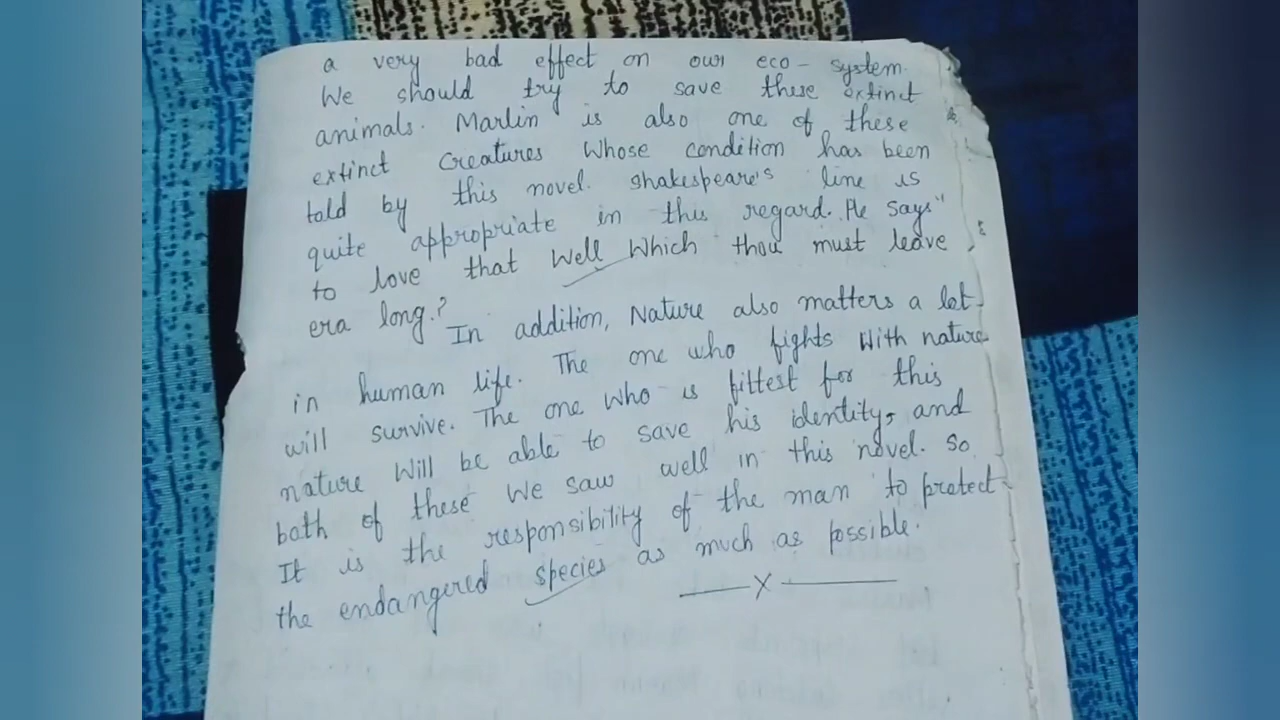 a very bad effect on our eco-system.
We should try to save these extinct
animals. Marlin is also one of these
extinct creatures whose condition has been
told by this novel. Shakespeare's line is
quite appropriate in this regard. He says"
to love that well which thou must leave
era long.?
In addition, Nature also matters a lot
in human life. The one who fights with nature
will survive. The one who is fittest for this
nature will be able to save his identity, and
both of these we saw well in this novel. So
It is the responsibility of the man to protect
the endangered species as much as possible.
—x—